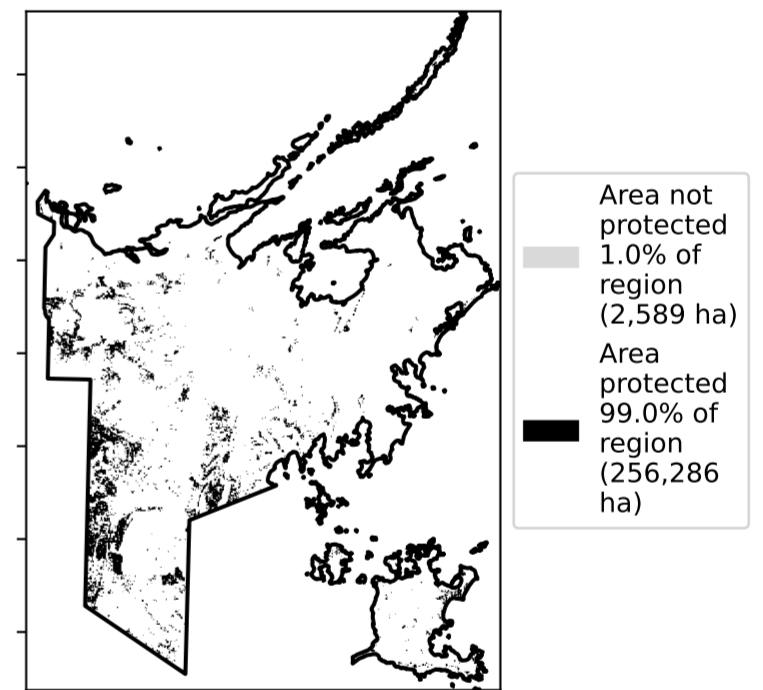 Area not
protected
1.0% of
region
(2,589 ha)
Area
protected
99.0% of
region
(256,286
ha)